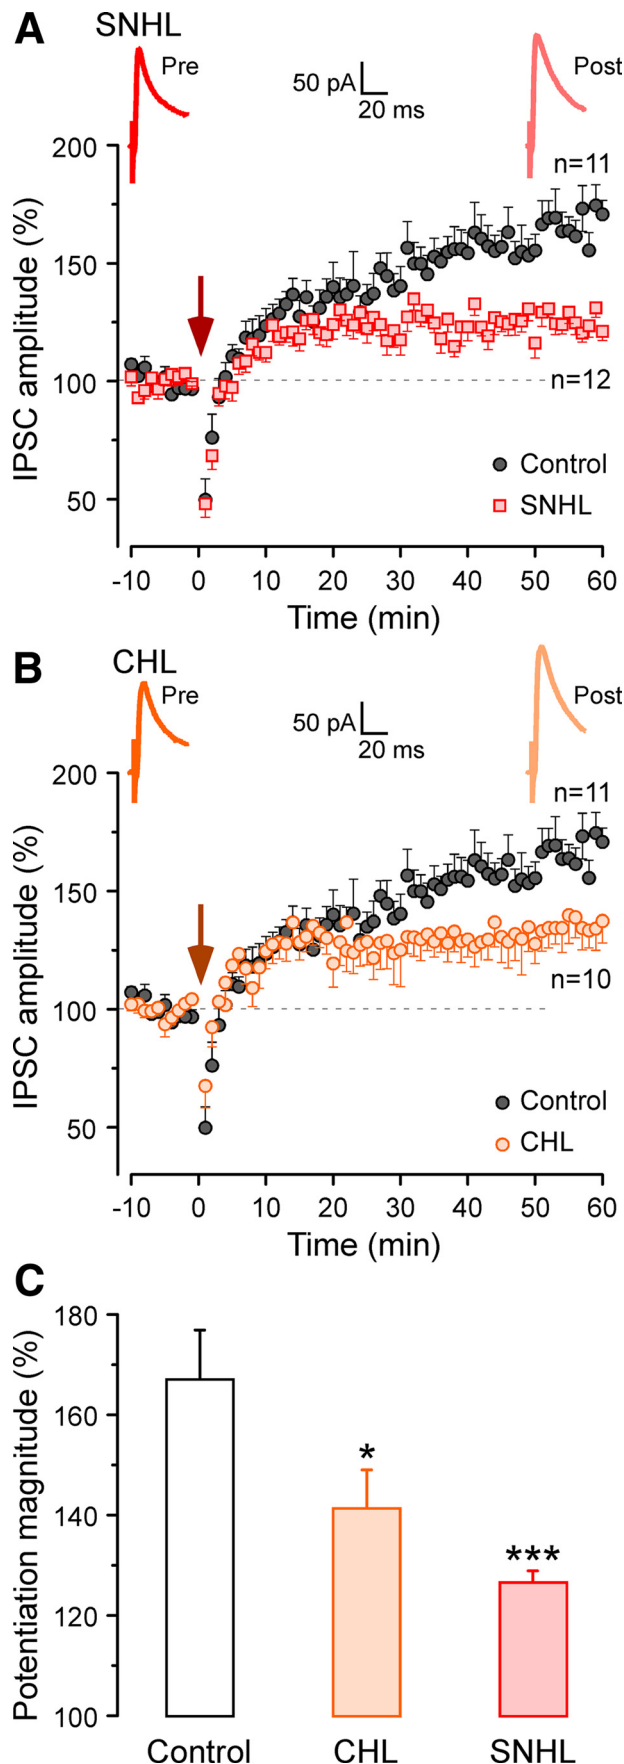 A
SNHL
Pre
50 pA
20 ms
Post
n=11
200
150
100
50
IPSC amplitude (%)
n=12
Control
SNHL
-10 0 10 20 30 40 50 60
Time (min)
B
CHL
Pre
50 pA
20 ms
Post
n=11
200
150
100
50
IPSC amplitude (%)
n=10
Control
CHL
-10 0 10 20 30 40 50 60
Time (min)
C
180
160
140
120
100
Potentiation magnitude (%)
*
***
Control CHL SNHL